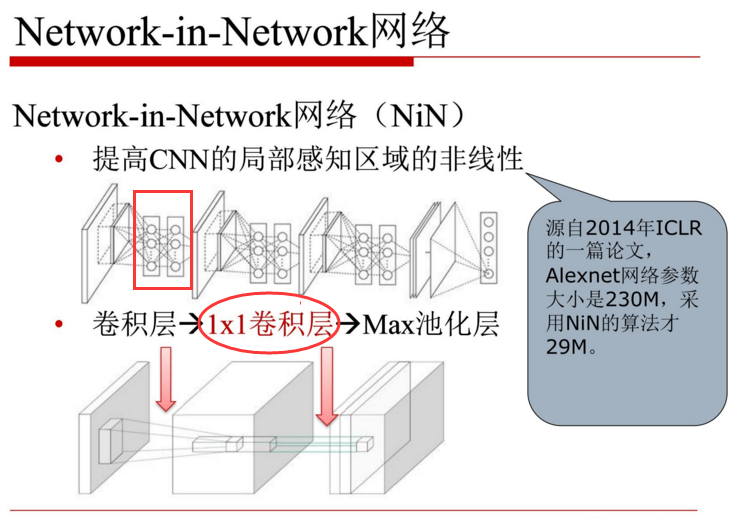 Network-in-Network网络
Network-in-Network网络（NiN）
• 提高CNN的局部感知区域的非线性
源自2014年ICLR
的一篇论文，
Alexnet网络参数
大小是230M，采
用NiN的算法才
29M。
• 卷积层→1x1卷积层→Max池化层